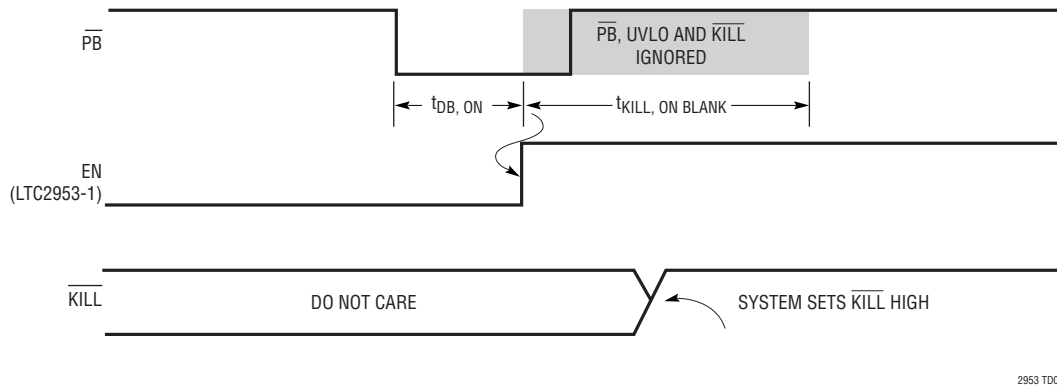 PB
PB, UVLO AND KILL
IGNORED
tDB, ON
tKILL, ON BLANK
EN
(LTC2953-1)
KILL
DO NOT CARE
SYSTEM SETS KILL HIGH
2953 TD0